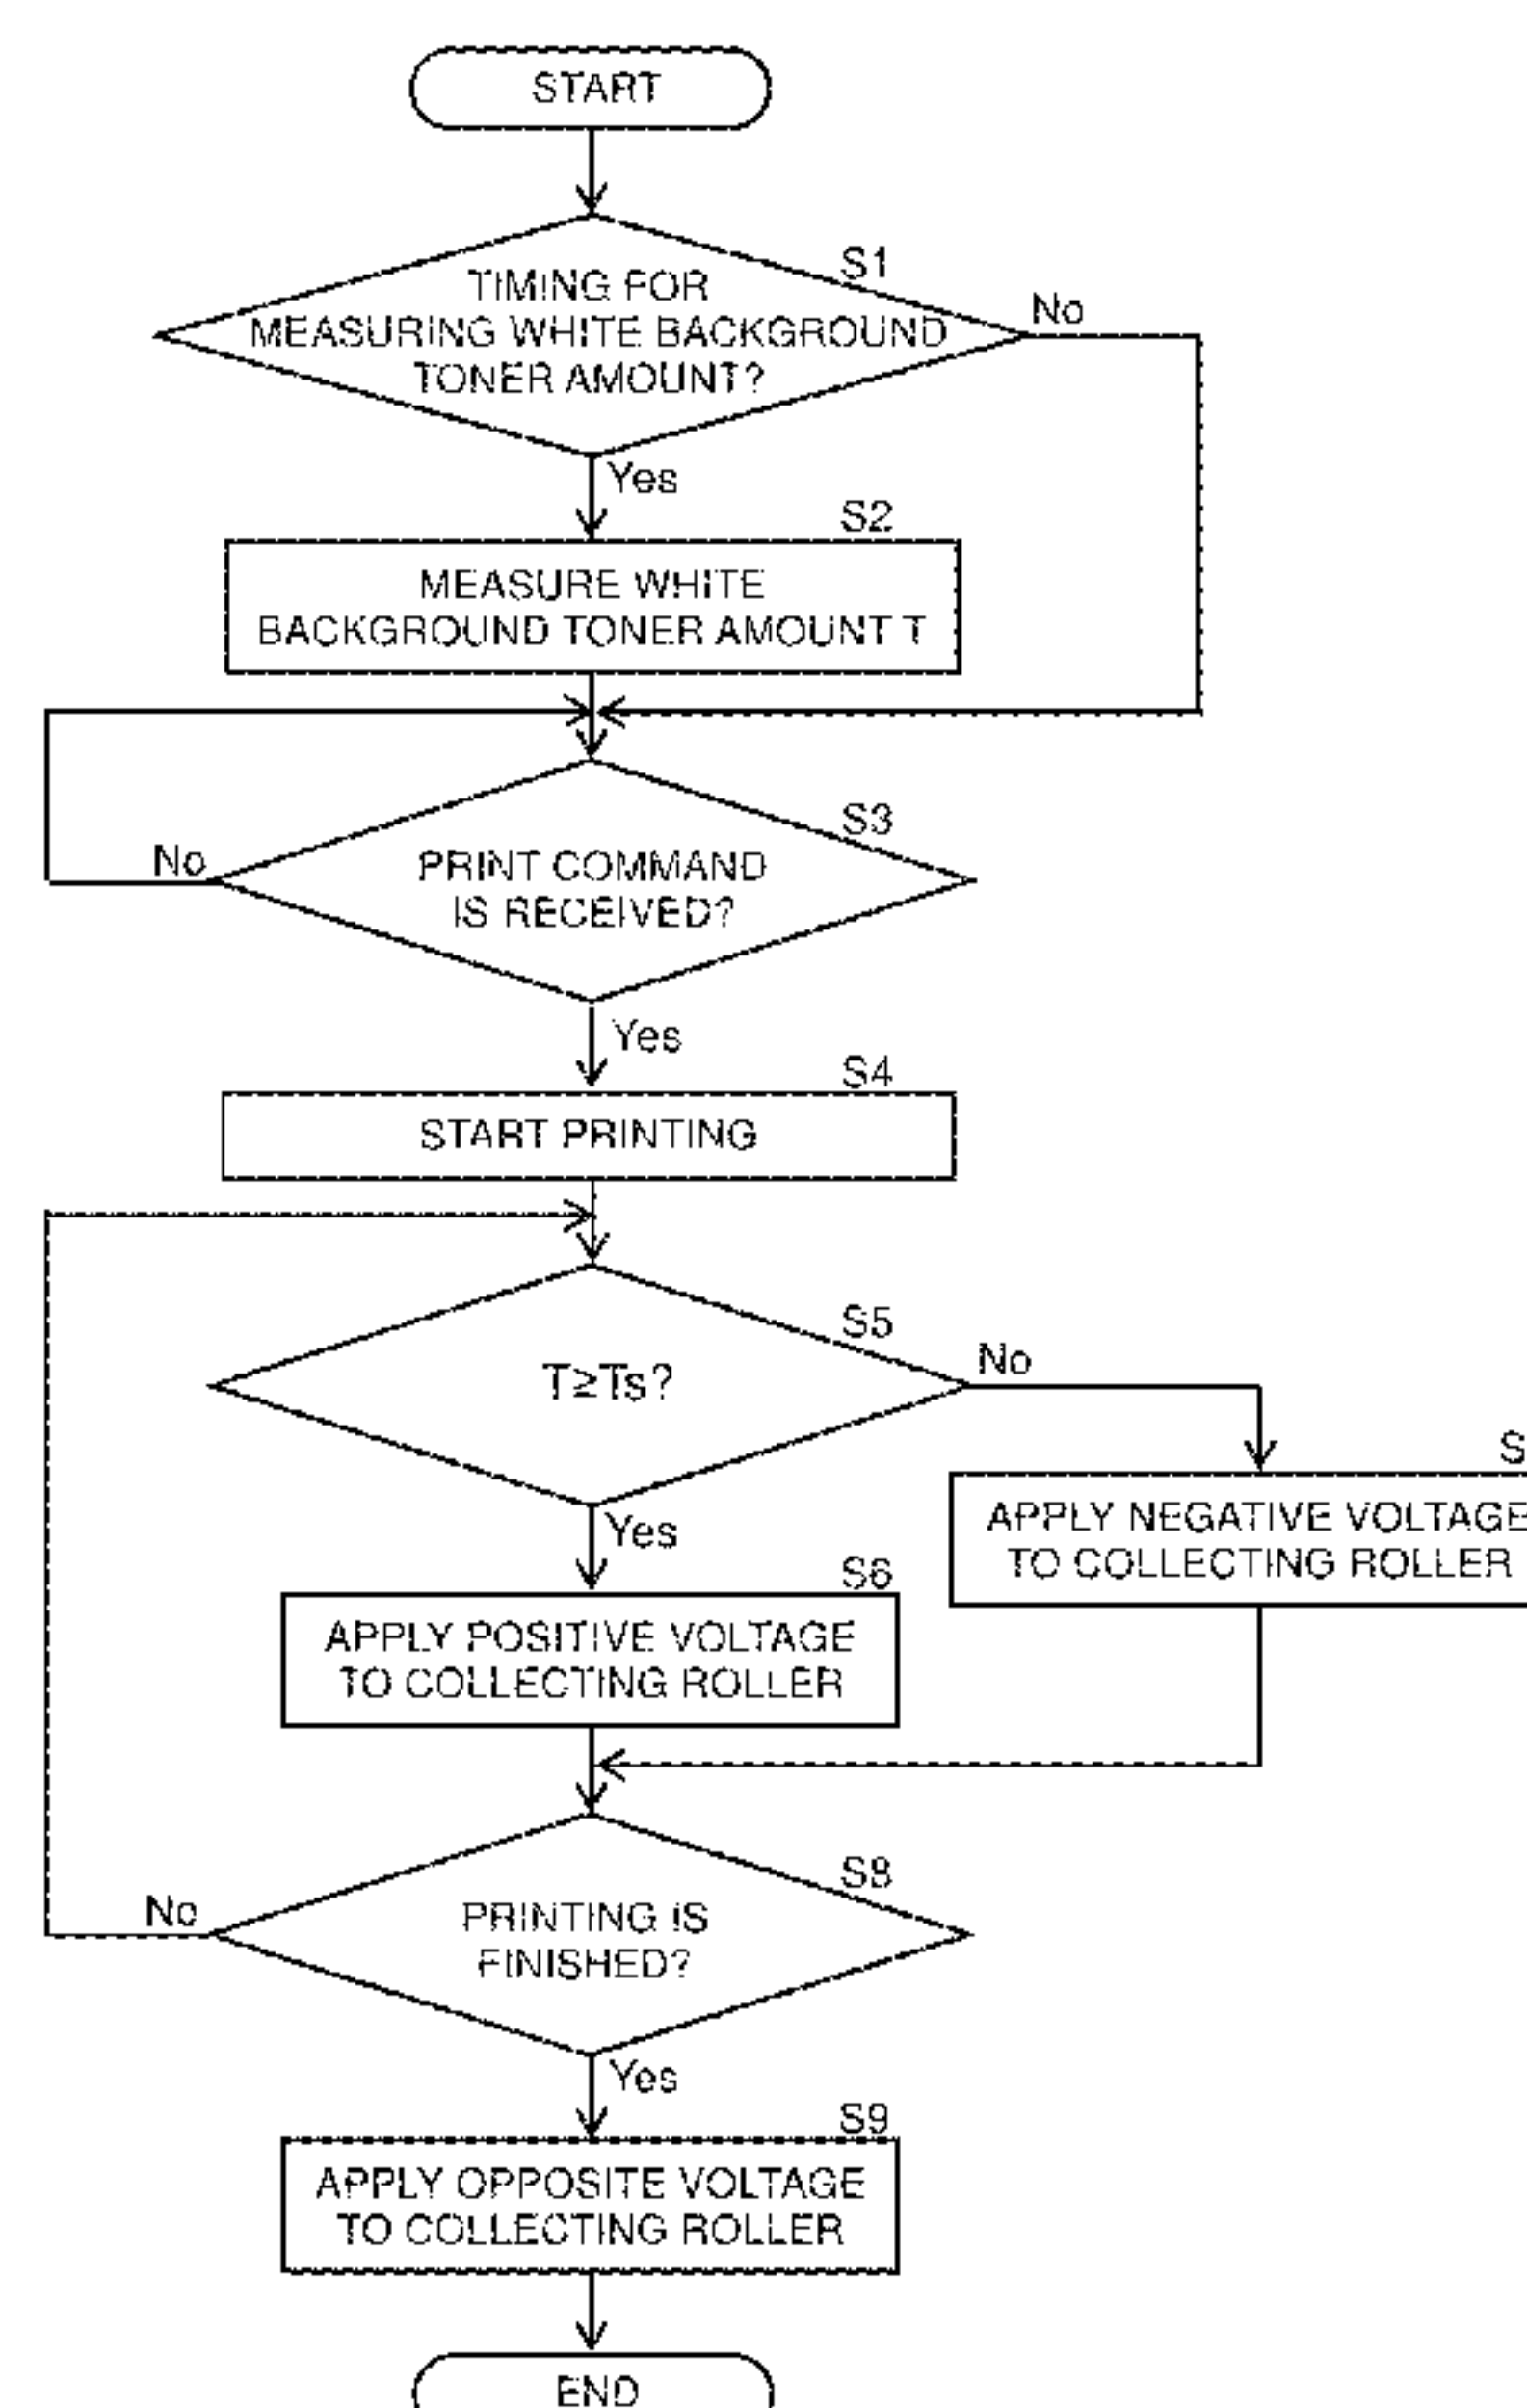 START
S1
TIMING FOR
MEASURING WHITE BACKGROUND
TONER AMOUNT?
No
Yes
S2
MEASURE WHITE
BACKGROUND TONER AMOUNT T
S3
PRINT COMMAND
IS RECEIVED?
No
Yes
S4
START PRINTING
S5
T≥Ts?
No
Yes
S
APPLY NEGATIVE VOLTAGE
TO COLLECTING ROLLER
S6
APPLY POSITIVE VOLTAGE
TO COLLECTING ROLLER
S8
PRINTING IS
FINISHED?
No
Yes
S9
APPLY OPPOSITE VOLTAGE
TO COLLECTING ROLLER
END